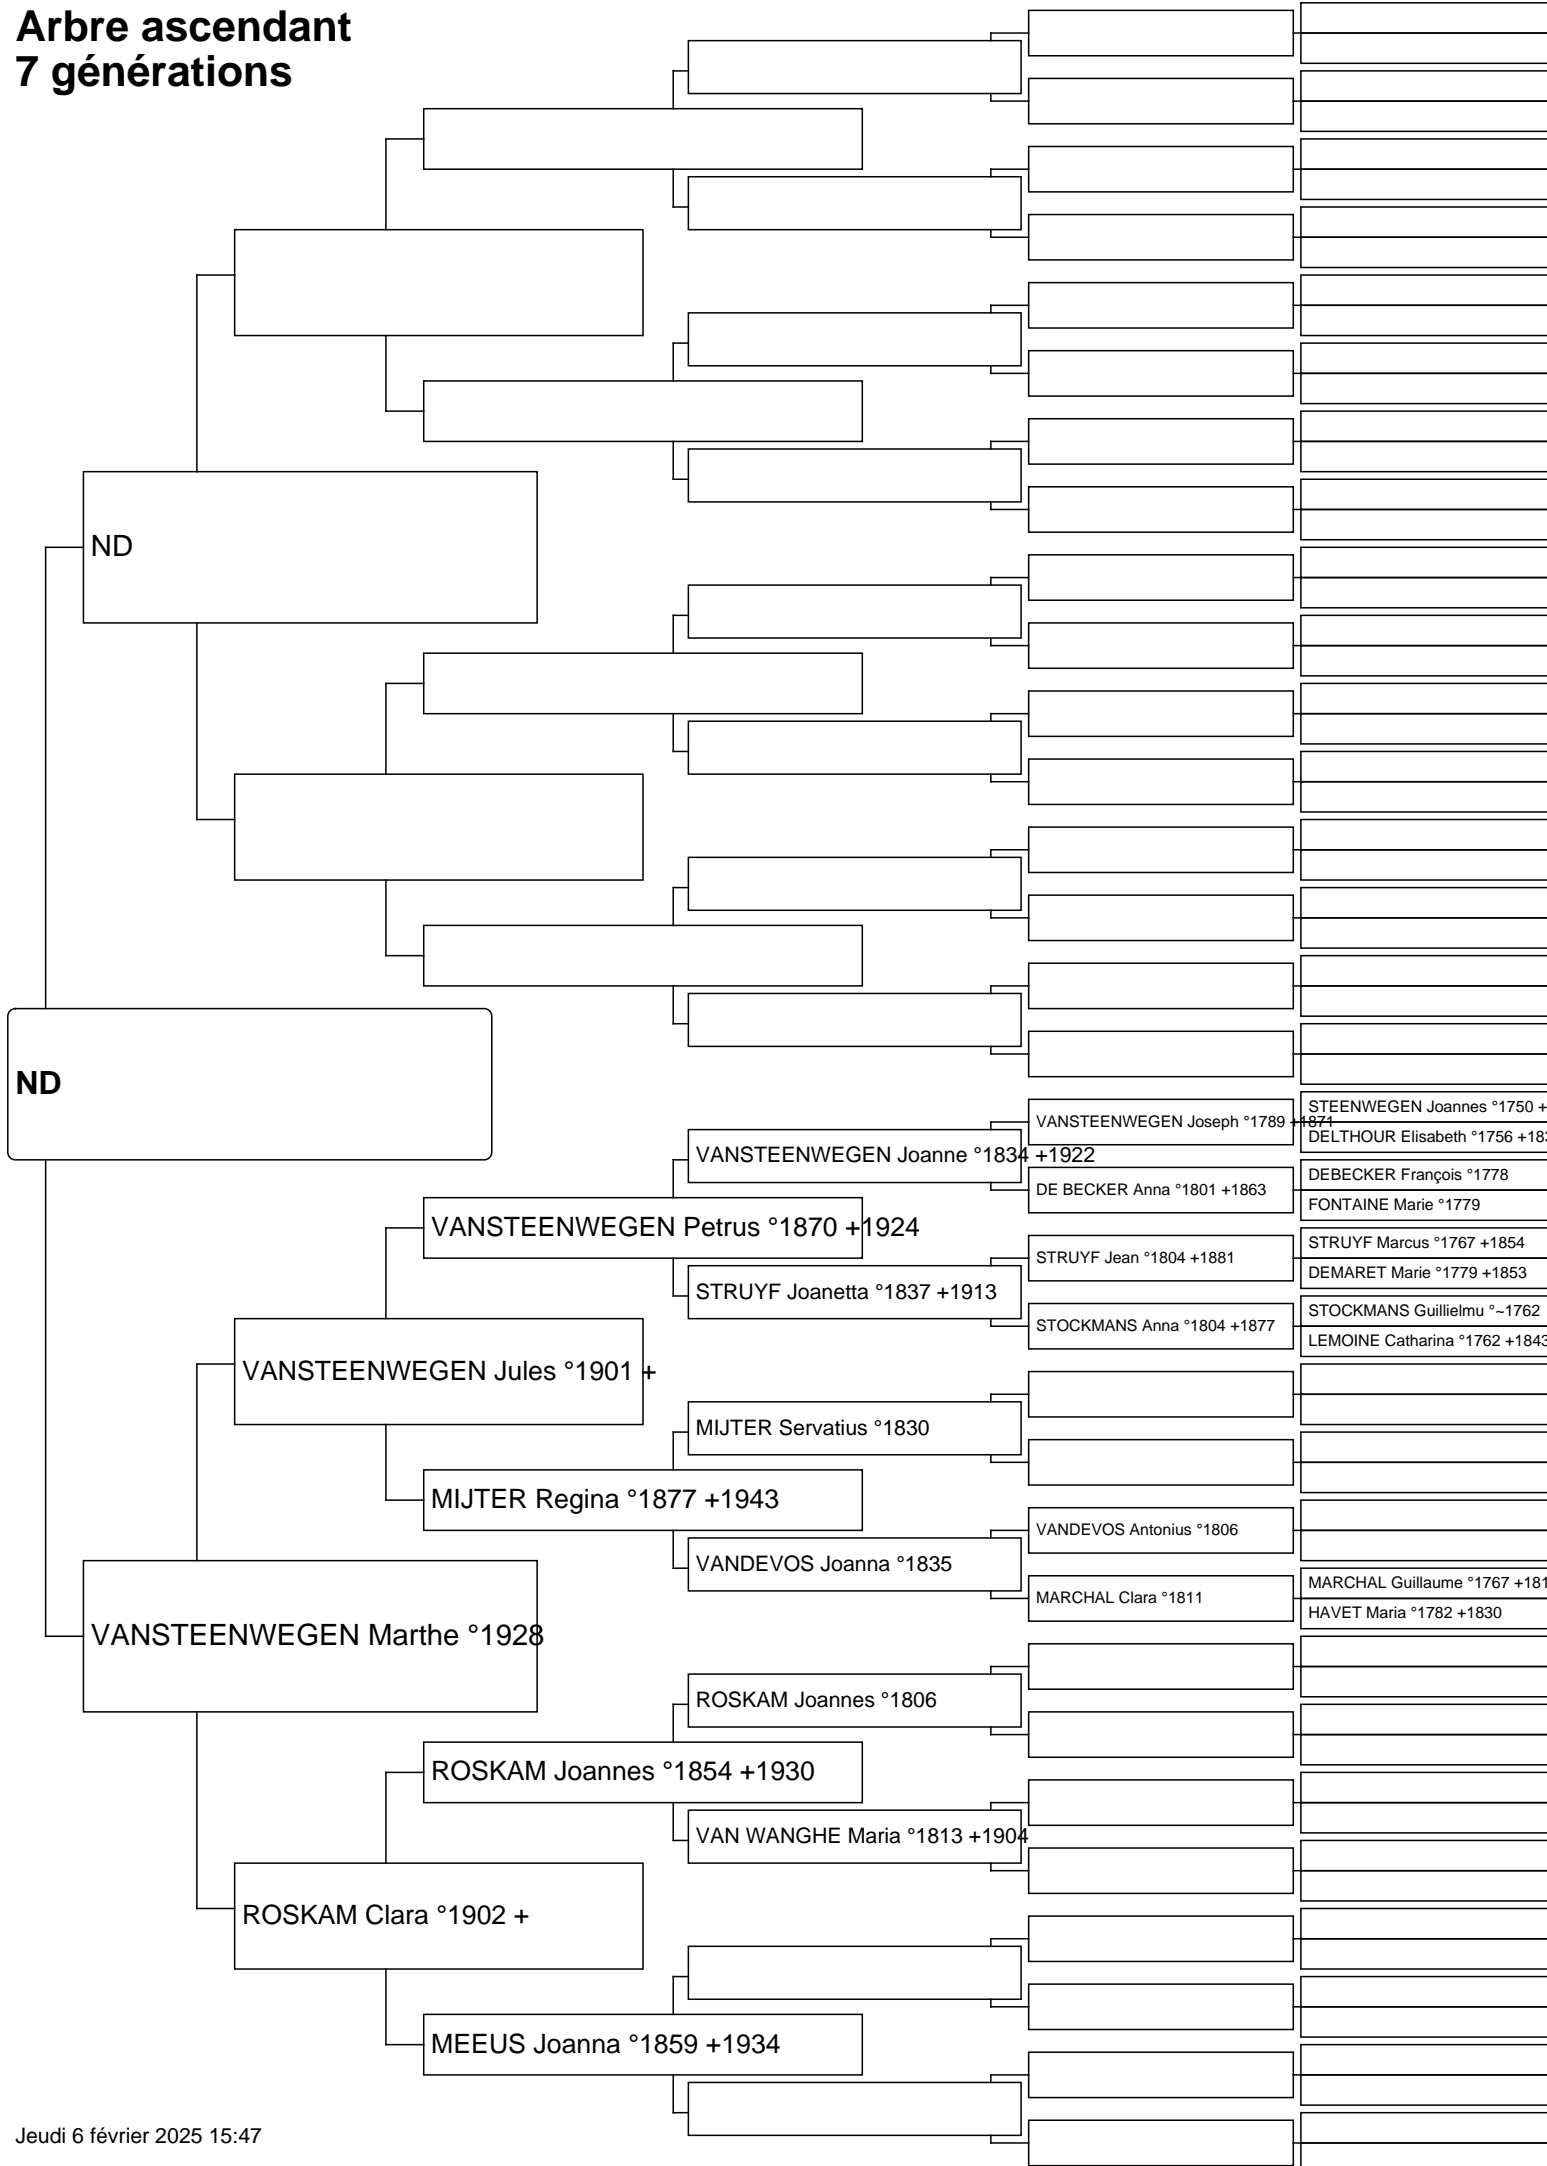 Arbre ascendant
7 générations
ND
ND
VANSTEENWEGEN Marthe °1928
VANSTEENWEGEN Jules °1901 +
ROSKAM Clara °1902 +
VANSTEENWEGEN Petrus °1870 +1924
MIJTER Regina °1877 +1943
ROSKAM Joannes °1854 +1930
MEEUS Joanna °1859 +1934
VANSTEENWEGEN Joanne °1834 +1922
STRUYF Joanetta °1837 +1913
MIJTER Servatius °1830
VANDEVOS Joanna °1835
ROSKAM Joannes °1806
VAN WANGHE Maria °1813 +1904
VANSTEENWEGEN Joseph °1789 +1871
DE BECKER Anna °1801 +1863
STRUYF Jean °1804 +1881
STOCKMANS Anna °1804 +1877
VANDEVOS Antonius °1806
MARCHAL Clara °1811
STEENWEGEN Joannes °1750 +
DELTHOUR Elisabeth °1756 +183
DEBECKER François °1778
FONTAINE Marie °1779
STRUYF Marcus °1767 +1854
DEMARET Marie °1779 +1853
STOCKMANS Guillielmu °~1762
LEMOINE Catharina °1762 +1843
MARCHAL Guillaume °1767 +181
HAVET Maria °1782 +1830
Jeudi 6 février 2025 15:47